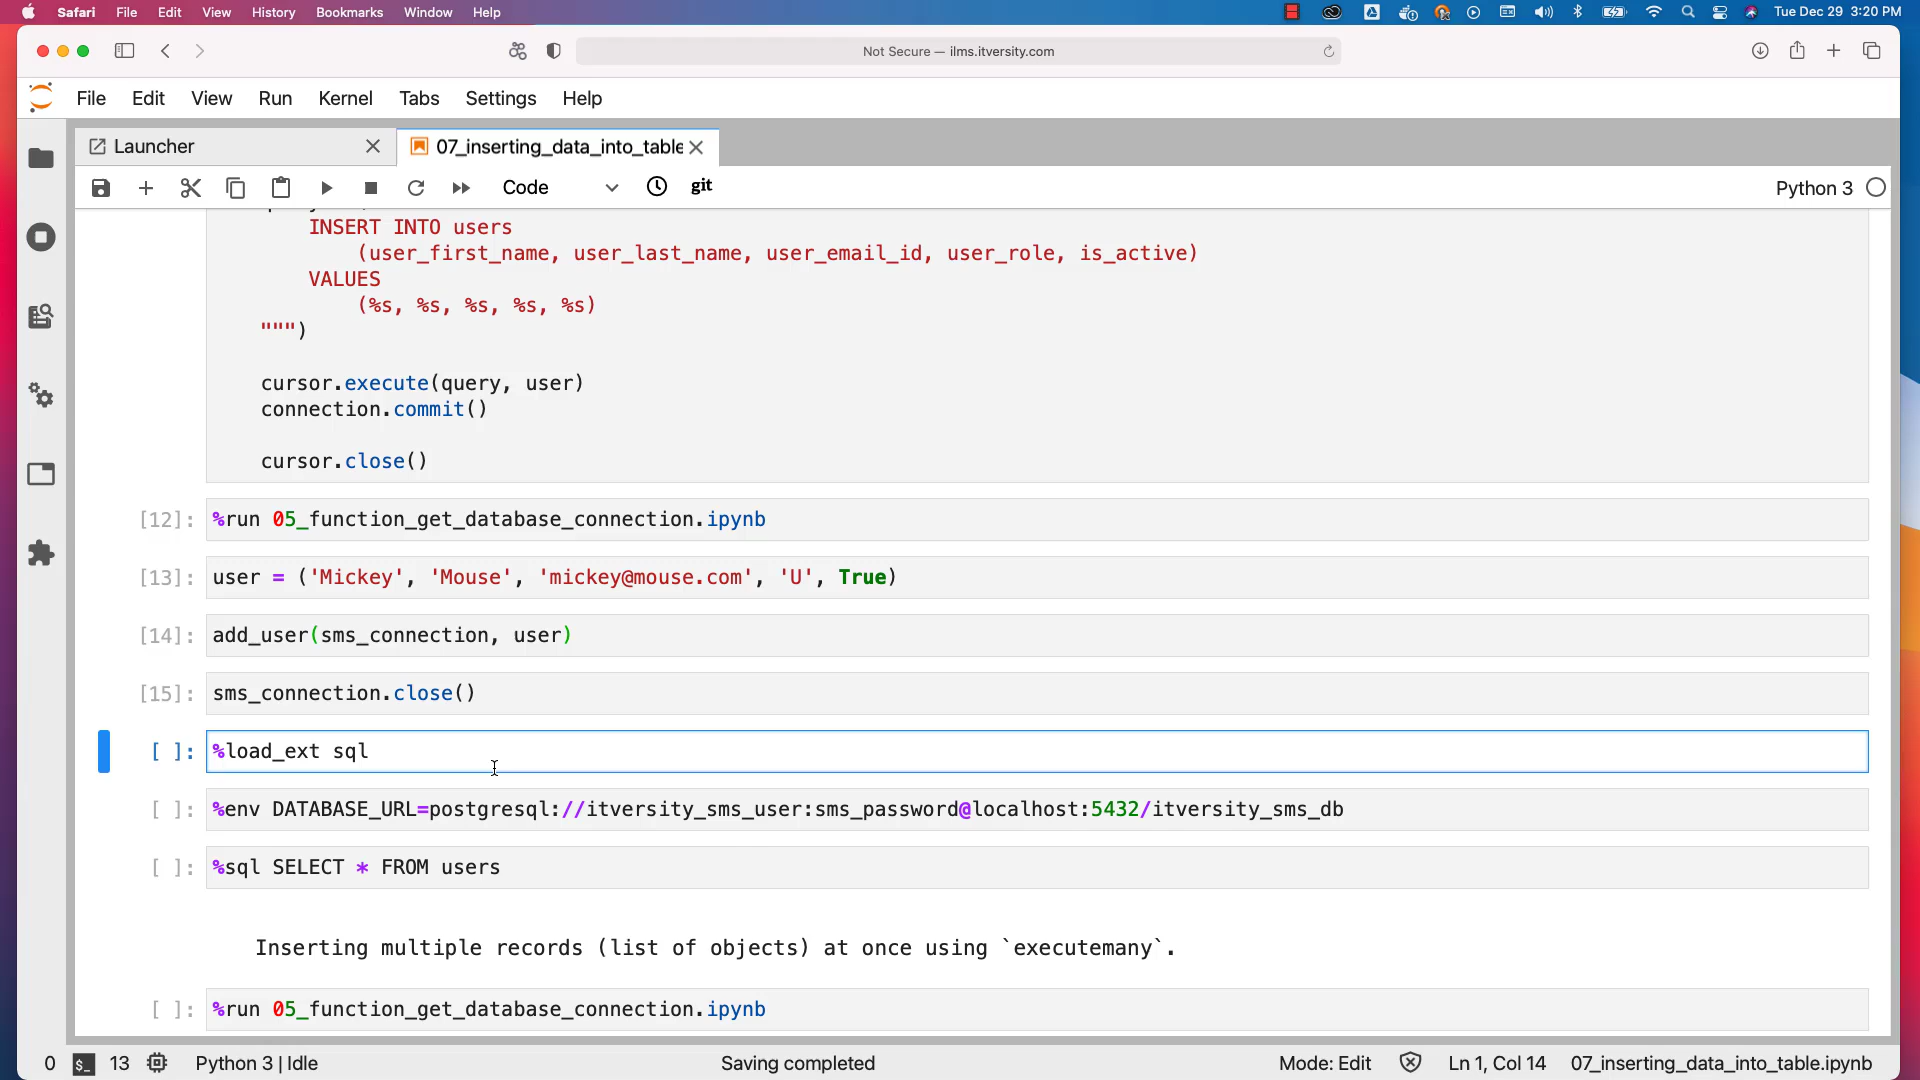 Safari File Edit View History Bookmarks Window Help Tue Dec 29 3:20 PM
Not Secure — ilms.itversity.com
File Edit View Run Kernel Tabs Settings Help
Launcher 07_inserting_data_into_table
Code git Python 3
INSERT INTO users
(user_first_name, user_last_name, user_email_id, user_role, is_active)
VALUES
(%s, %s, %s, %s, %s)
""")
cursor.execute(query, user)
connection.commit()
cursor.close()
[12]: %run 05_function_get_database_connection.ipynb
[13]: user = ('Mickey', 'Mouse', 'mickey@mouse.com', 'U', True)
[14]: add_user(sms_connection, user)
[15]: sms_connection.close()
[ ]: %load_ext sql
[ ]: %env DATABASE_URL=postgresql://itversity_sms_user:sms_password@localhost:5432/itversity_sms_db
[ ]: %sql SELECT * FROM users
Inserting multiple records (list of objects) at once using `executemany`.
[ ]: %run 05_function_get_database_connection.ipynb
0 $_ 13 Python 3 | Idle Saving completed Mode: Edit Ln 1, Col 14 07_inserting_data_into_table.ipynb